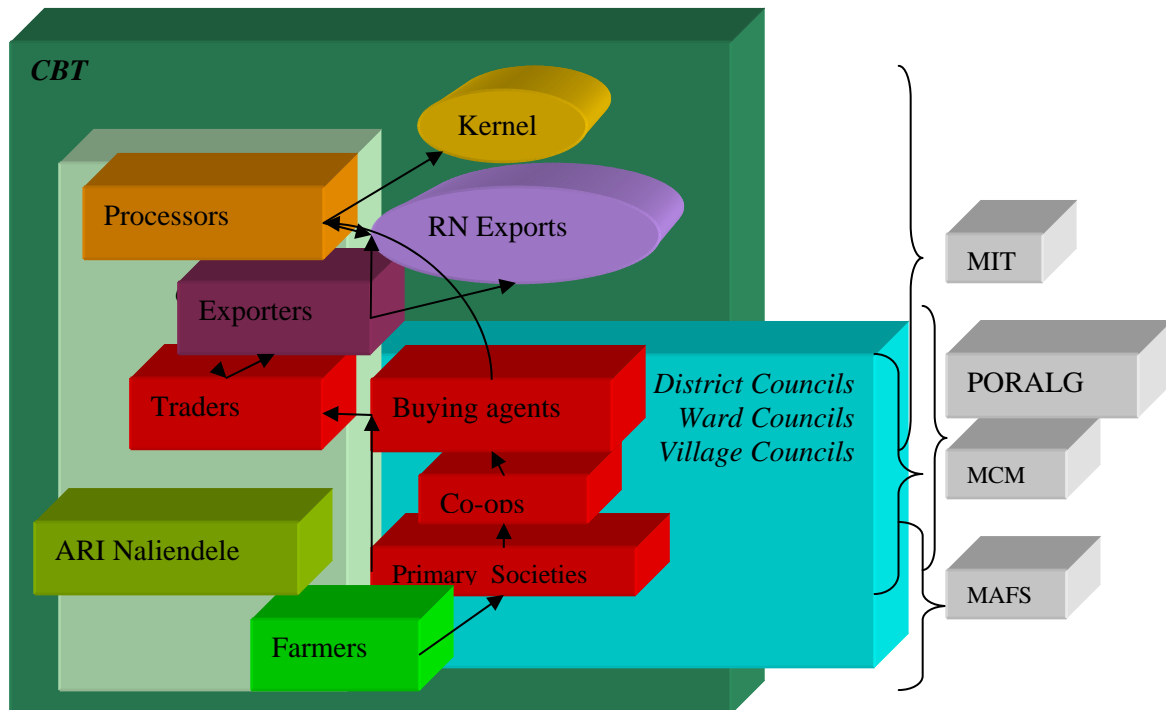 CBT
Kernel
Processors
RN Exports
MIT
Exporters
PORALG
District Councils
Ward Councils
Village Councils
Traders
Buying agents
MCM
Co-ops
ARI Naliendele
Primary Societies
MAFS
Farmers